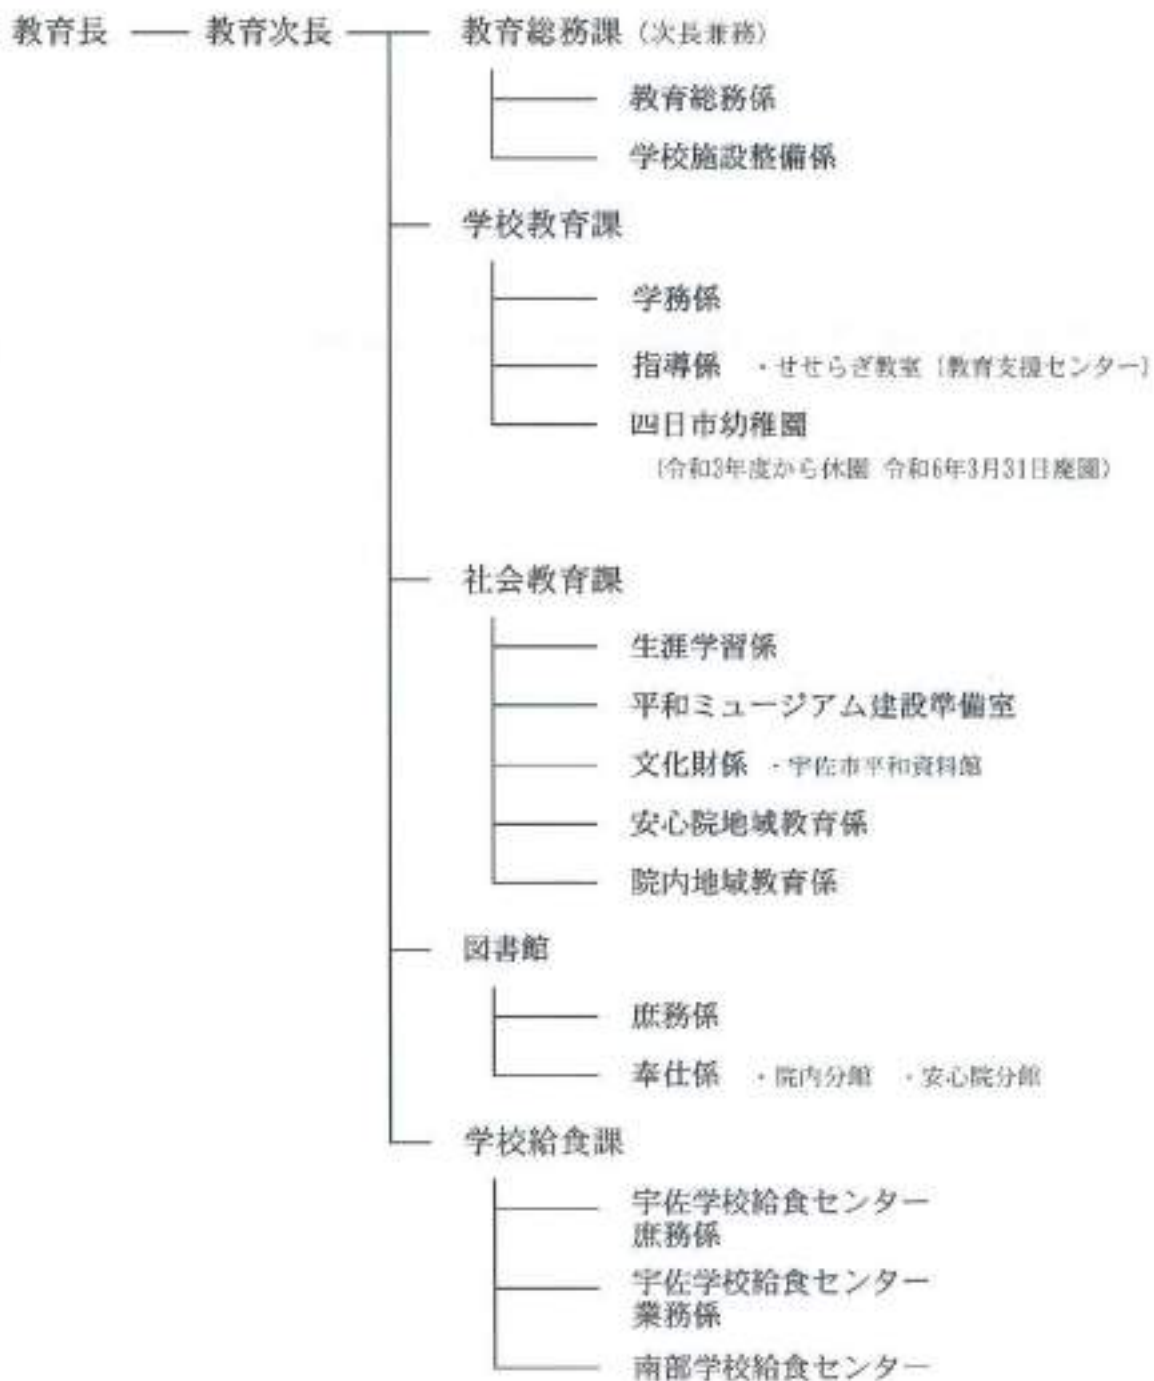 教育長 教育次長 教育総務課（次長兼務）
教育総務係
学校施設整備係
学校教育課
学務係
指導係 ・せせらぎ教室（教育支援センター）
四日市幼稚園
（令和3年度から休園 令和6年3月31日廃園）
社会教育課
生涯学習係
平和ミュージアム建設準備室
文化財係 ・宇佐市平和資料館
安心院地域教育係
院内地域教育係
図書館
庶務係
奉仕係 ・院内分館 ・安心院分館
学校給食課
宇佐学校給食センター
庶務係
宇佐学校給食センター
業務係
南部学校給食センター